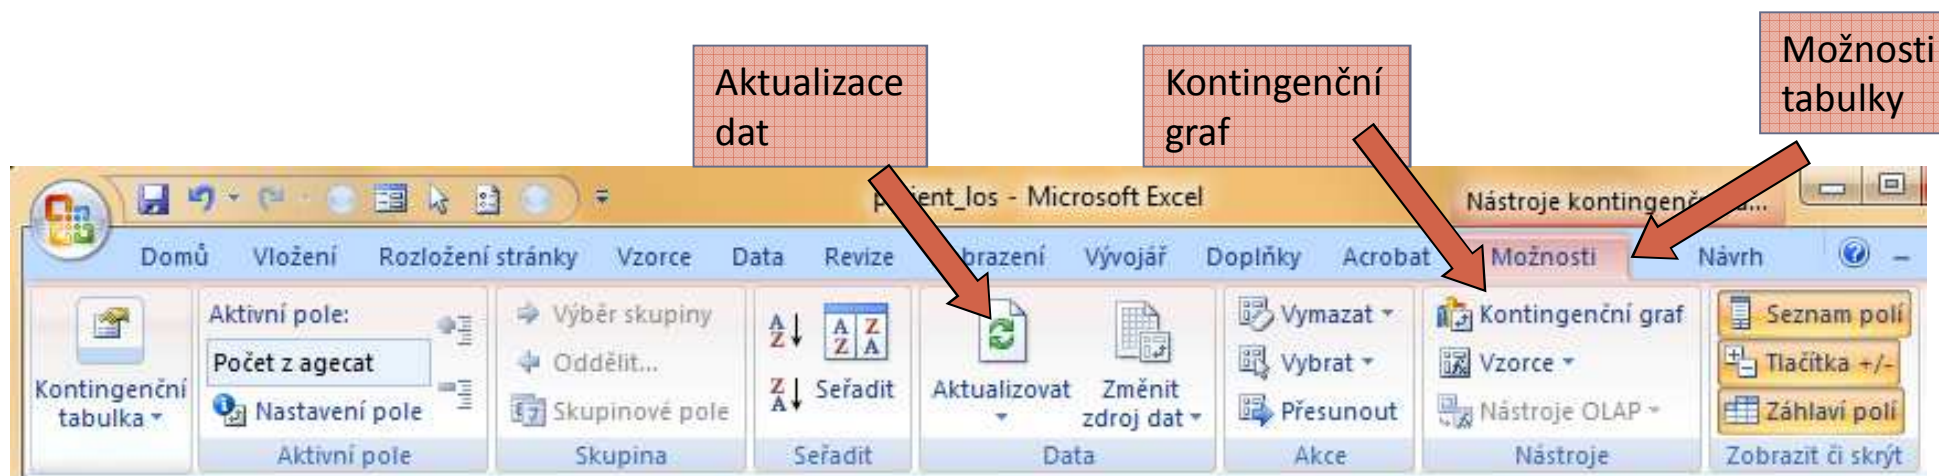 Aktualizace
dat
Kontingenční
graf
Možnosti
tabulky
ent_los - Microsoft Excel
Nástroje
Domů Vložení Rozložení stránky Vzorce Data Revize Vývojář Doplňky Acrobat Možnosti Návrh
Kontingenční
tabulka
Aktivní pole:
Počet z agecat
Nastavení pole
Aktivní pole
Výběr skupiny
Oddělit...
Skupinové pole
Skupina
Seřadit
Seřadit
Aktualizovat
Změnit
zdroj dat
Data
Vymazat
Vybrat
Přesunout
Akce
Kontingenční graf
Vzorce
Nástroje OLAP
Nástroje
Seznam polí
Tlačítka +/-
Záhlaví polí
Zobrazit či skrýt